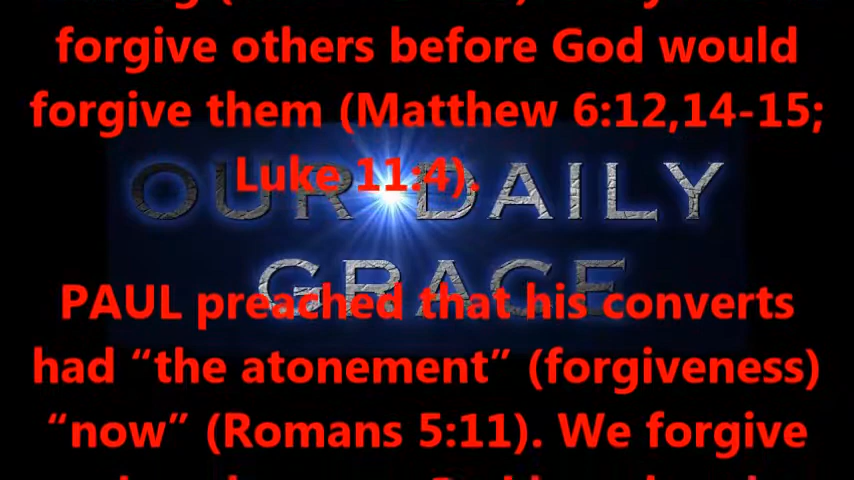 forgive others before God would
forgive them (Matthew 6:12,14-15;
Luke 11:4).
OUR DAILY
GRACE
PAUL preached that his converts
had “the atonement” (forgiveness)
“now” (Romans 5:11). We forgive